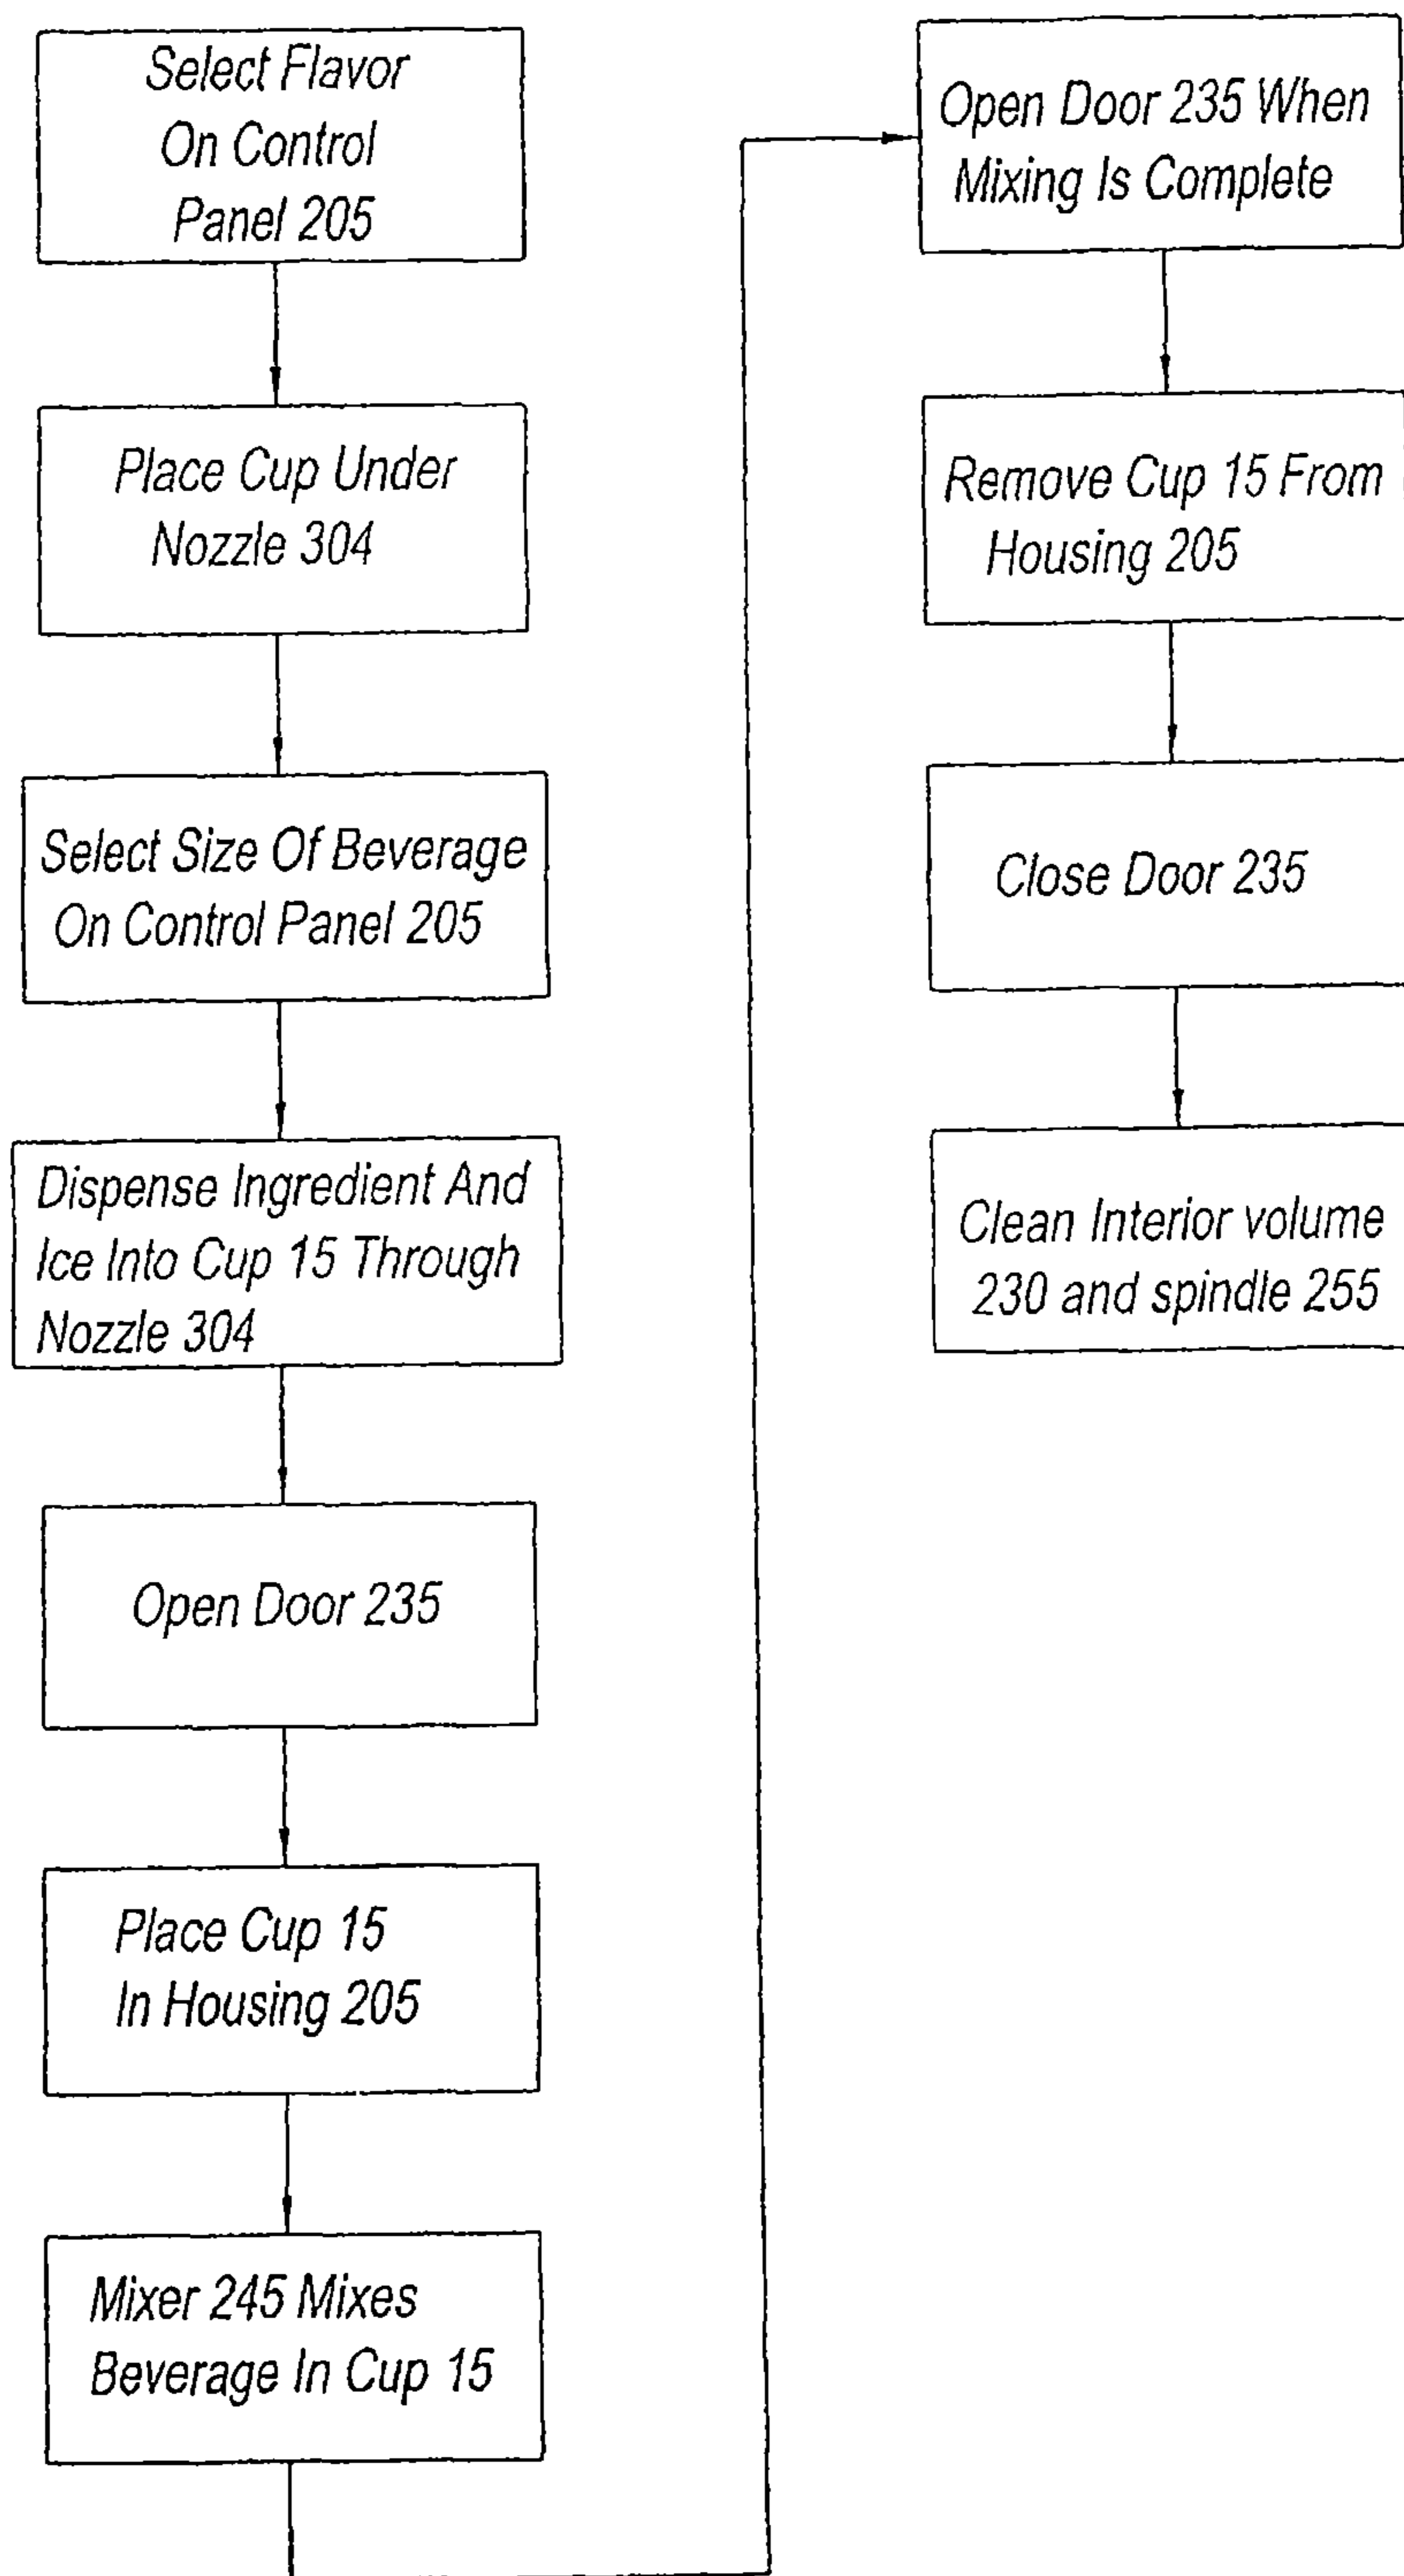 Select Flavor
On Control
Panel 205
Place Cup Under
Nozzle 304
Select Size Of Beverage
On Control Panel 205
Dispense Ingredient And
Ice Into Cup 15 Through
Nozzle 304
Open Door 235
Place Cup 15
In Housing 205
Mixer 245 Mixes
Beverage In Cup 15
Open Door 235 When
Mixing Is Complete
Remove Cup 15 From
Housing 205
Close Door 235
Clean Interior volume
230 and spindle 255